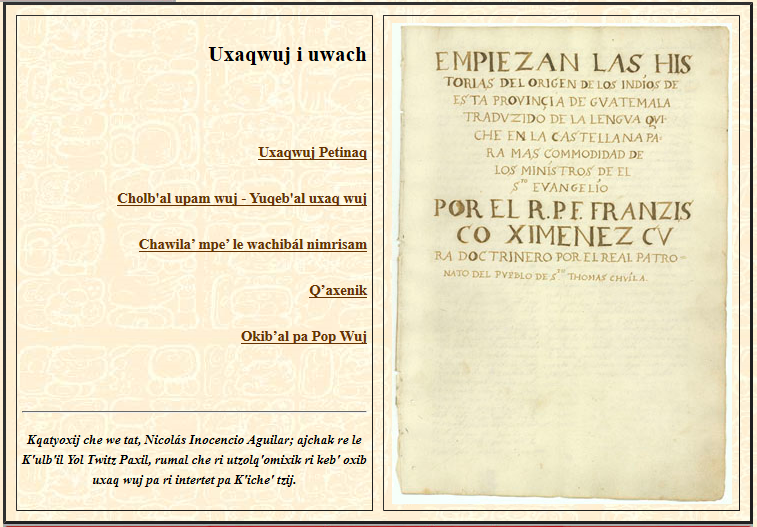 Uxaqwuj i uwach
Uxaqwuj Petinaq
Cholb'al upam wuj - Yuqeb'al uxaq wuj
Chawila’ mpe’ le wachibál nimrisam
Q’axenik
Okib’al pa Pop Wuj
Kqatyoxij che we tat, Nicolás Inocencio Aguilar; ajchak re le
K'ulb'il Yol Twitz Paxil, rumal che ri utzolq'omixik ri keb' oxib
uxaq wuj pa ri intertet pa K'iche' tzij.
EMPIEZAN LAS HIS
TORIAS DEL ORIGEN DE LOS INDÍOS DE
ESTA PROVINÇIA DE GVATEMALA
TRADVZIDO DE LA LENGVA QVI-
CHE EN LA CASTELLANA PA-
RA MAS COMMODIDAD DE
LOS MINÍSTROS DE EL
S.TO EVANGELÍO
POR EL R.P.F. FRANZIS
CO XIMENEZ CV
RA DOCTRINERO POR EL REAL PATRO-
NATO DEL PVEBLO DE S.TO THOMAS CHVÍLA.